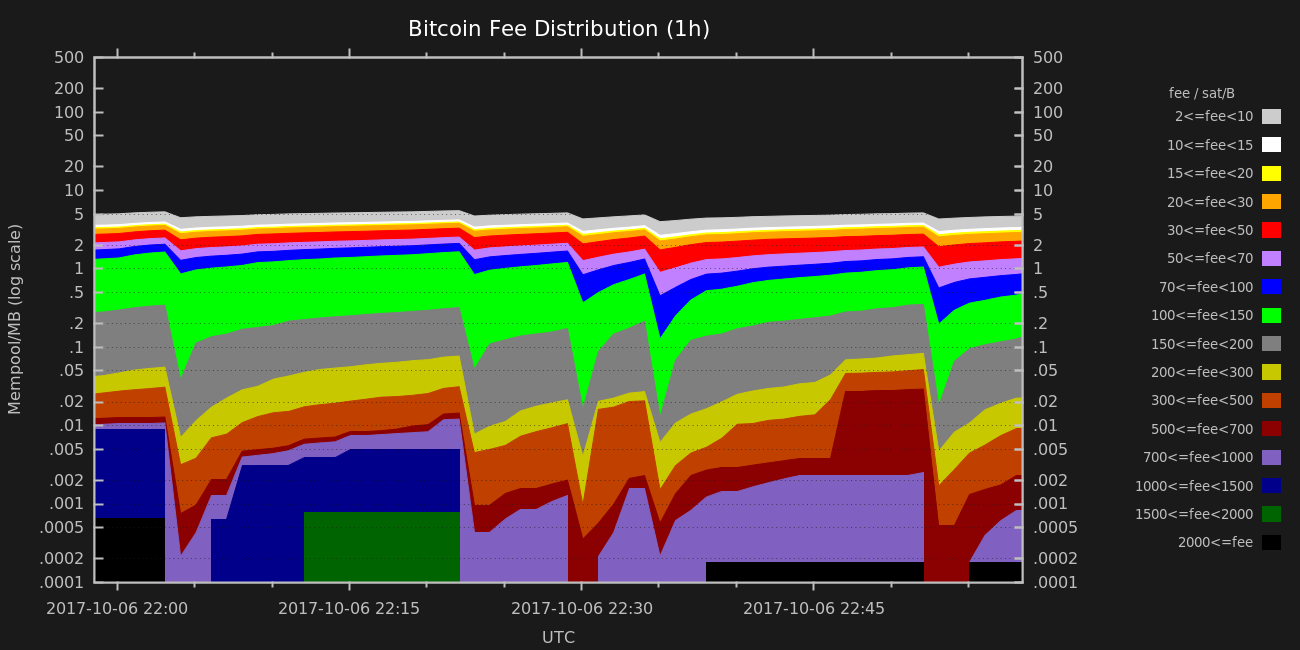 Bitcoin Fee Distribution (1h)
500 500
200 200
100 100
50 50
20 20
10 10
5 5
2 2
1 1
.5 .5
.2 .2
.1 .1
.05 .05
.02 .02
.01 .01
.005 .005
.002 .002
.001 .001
.0005 .0005
.0002 .0002
.0001 .0001
Mempool/MB (log scale)
2017-10-06 22:00 2017-10-06 22:15 2017-10-06 22:30 2017-10-06 22:45
UTC
fee / sat/B
2<=fee<10
10<=fee<15
15<=fee<20
20<=fee<30
30<=fee<50
50<=fee<70
70<=fee<100
100<=fee<150
150<=fee<200
200<=fee<300
300<=fee<500
500<=fee<700
700<=fee<1000
1000<=fee<1500
1500<=fee<2000
2000<=fee